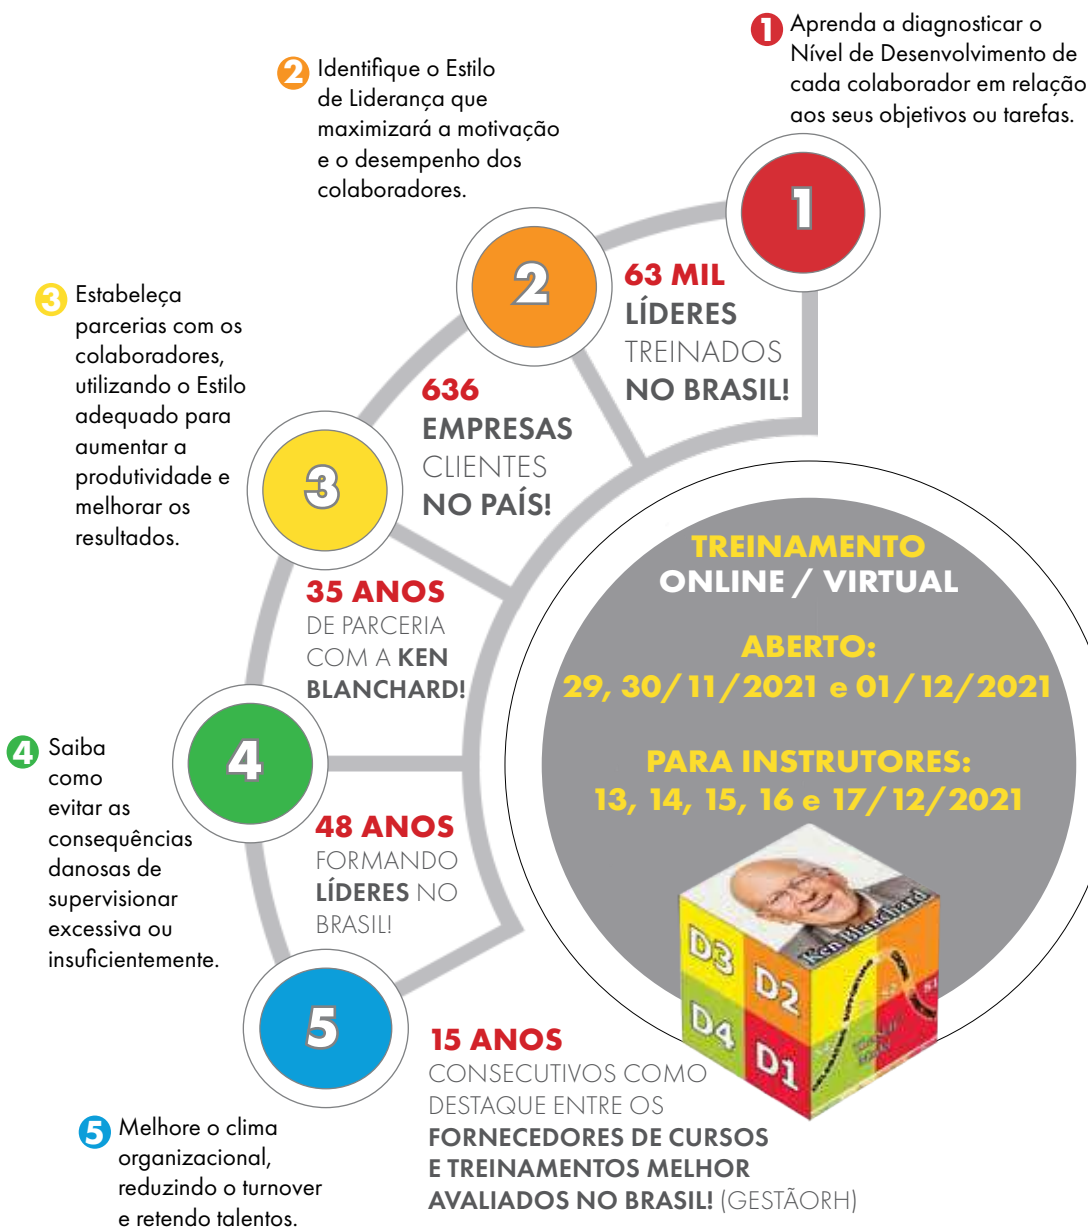 1 Aprenda a diagnosticar o
Nível de Desenvolvimento de
cada colaborador em relação
aos seus objetivos ou tarefas.
2 Identifique o Estilo
de Liderança que
maximizará a motivação
e o desempenho dos
colaboradores.
3 Estabeleça
parcerias com os
colaboradores,
utilizando o Estilo
adequado para
aumentar a
produtividade e
melhorar os
resultados.
4 Saiba
como
evitar as
consequências
danosas de
supervisionar
excessiva ou
insuficientemente.
5 Melhore o clima
organizacional,
reduzindo o turnover
e retendo talentos.
1
2
3
4
5
63 MIL
LÍDERES
TREINADOS
NO BRASIL!
636
EMPRESAS
CLIENTES
NO PAÍS!
35 ANOS
DE PARCERIA
COM A KEN
BLANCHARD!
48 ANOS
FORMANDO
LÍDERES NO
BRASIL!
15 ANOS
CONSECUTIVOS COMO
DESTAQUE ENTRE OS
FORNECEDORES DE CURSOS
E TREINAMENTOS MELHOR
AVALIADOS NO BRASIL! (GESTÃORH)
TREINAMENTO
ONLINE / VIRTUAL
ABERTO:
29, 30/11/2021 e 01/12/2021
PARA INSTRUTORES:
13, 14, 15, 16 e 17/12/2021
Ken Blanchard
D3
D2
D4
D1